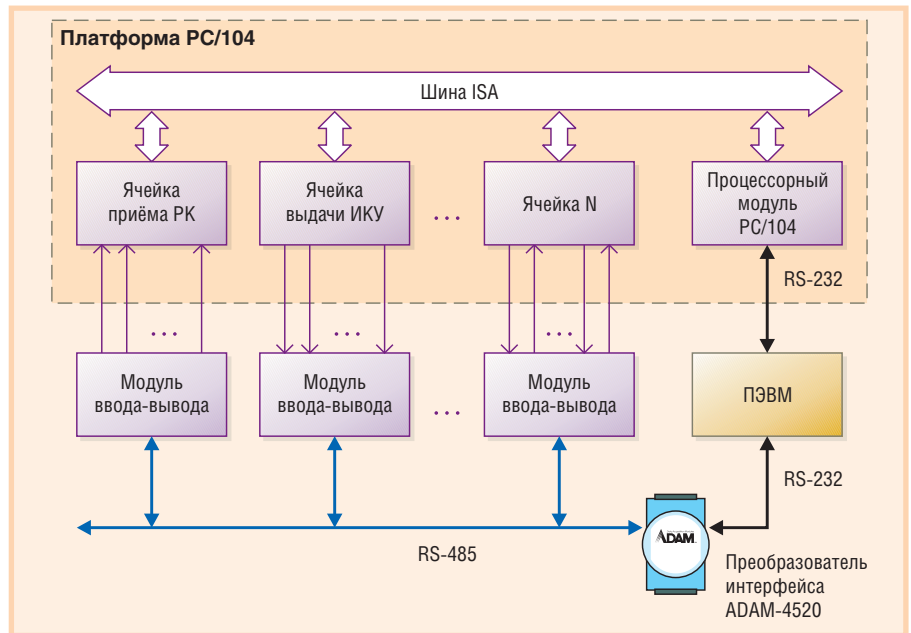 Платформа PC/104
Шина ISA
Ячейка
приёма РК
Ячейка
выдачи ИКУ
...
Ячейка N
Процессорный
модуль
PC/104
RS-232
...
...
...
Модуль
ввода-вывода
Модуль
ввода-вывода
...
Модуль
ввода-вывода
ПЭВМ
RS-232
RS-485
ADAM
Преобразователь
интерфейса
ADAM-4520